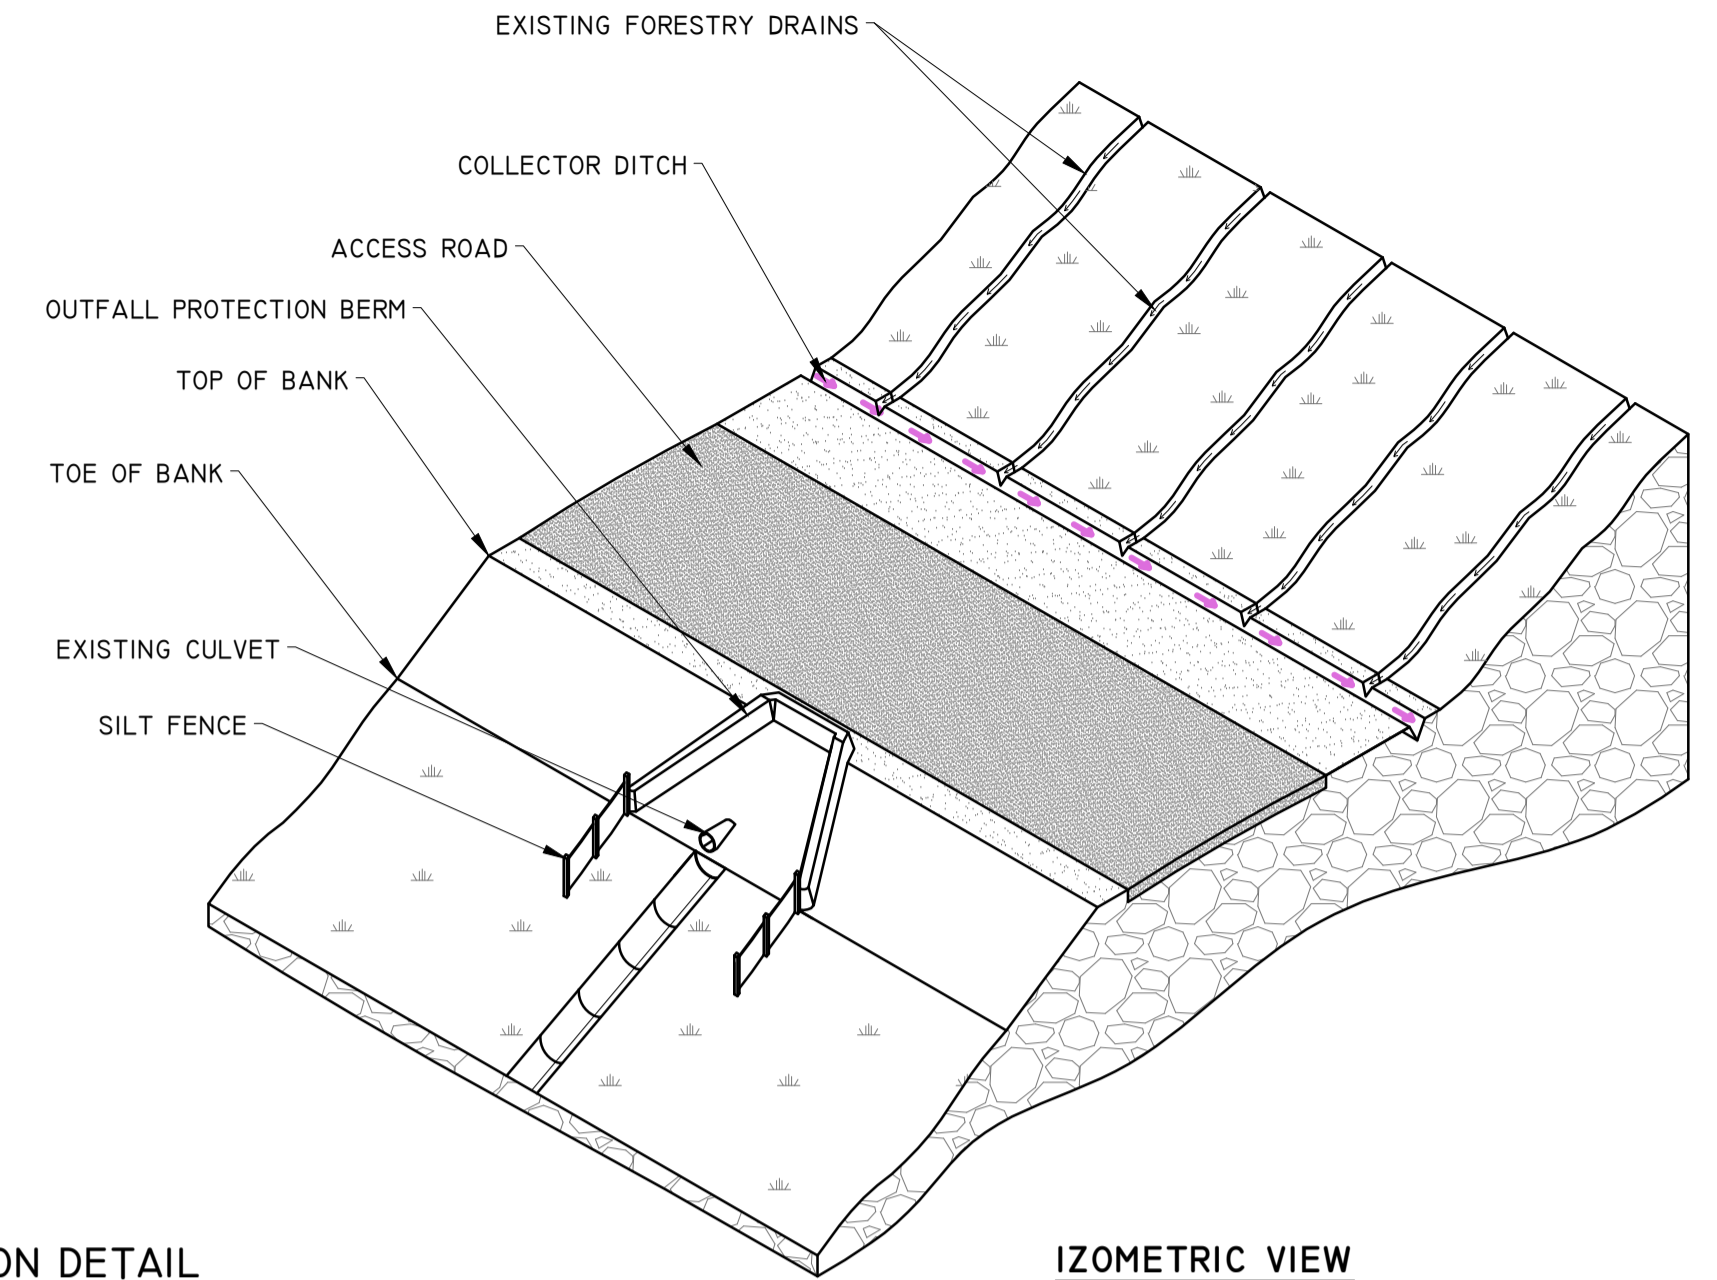 EXISTING FORESTRY DRAINS
COLLECTOR DITCH
ACCESS ROAD
OUTFALL PROTECTION BERM
TOP OF BANK
TOE OF BANK
EXISTING CULVET
SILT FENCE
ON DETAIL
IZOMETRIC VIEW